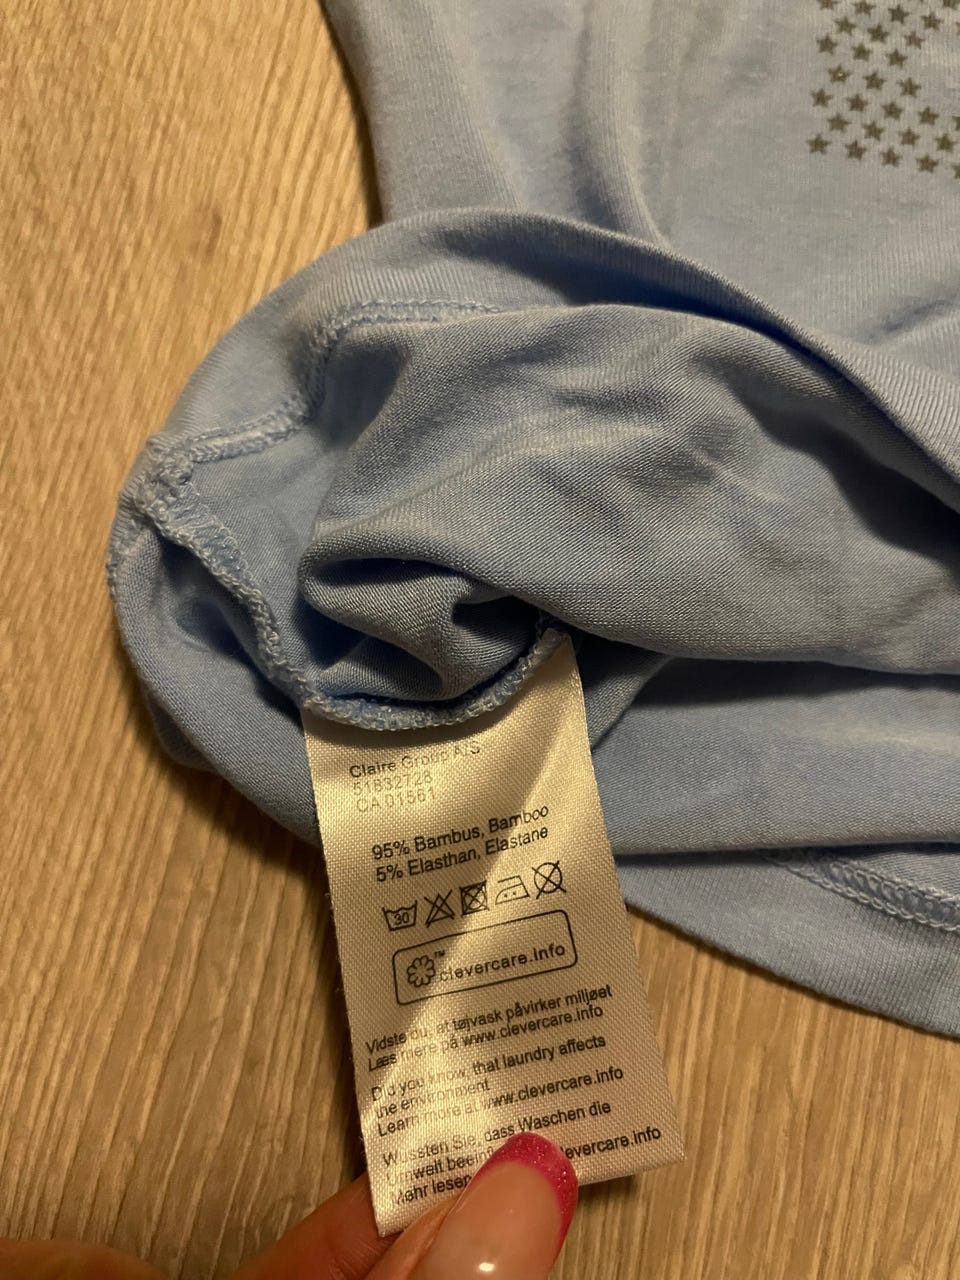 Claire Group A/S
51832728
CA 01561
95% Bambus, Bamboo
5% Elasthan, Elastane
30
clevercare.info
Vidste du, at tøjvask påvirker miljøet
Læs mere på www.clevercare.info
Did you know, that laundry affects
the environment
Learn more at www.clevercare.info
Wussten Sie, dass Waschen die
Umwelt
Mehr lesen